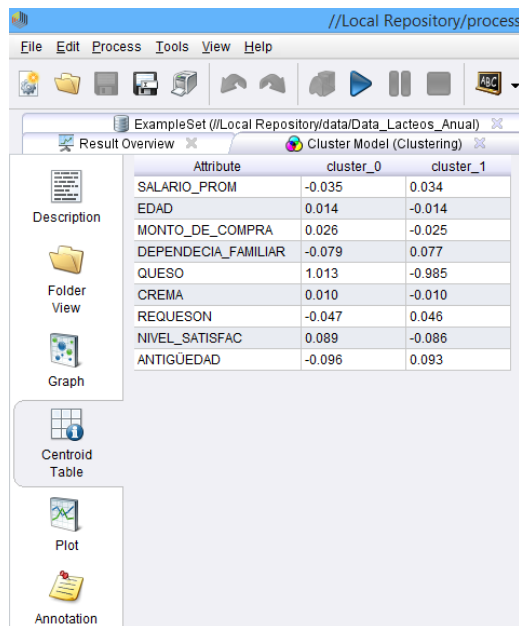 //Local Repository/process
File Edit Process Tools View Help
ABC
ExampleSet (//Local Repository/data/Data_Lacteos_Anual)
Result Overview Cluster Model (Clustering)
Attribute cluster_0 cluster_1
SALARIO_PROM -0.035 0.034
EDAD 0.014 -0.014
MONTO_DE_COMPRA 0.026 -0.025
DEPENDECIA_FAMILIAR -0.079 0.077
QUESO 1.013 -0.985
CREMA 0.010 -0.010
REQUESON -0.047 0.046
NIVEL_SATISFAC 0.089 -0.086
ANTIGÜEDAD -0.096 0.093
Description
Folder
View
Graph
Centroid
Table
Plot
Annotation